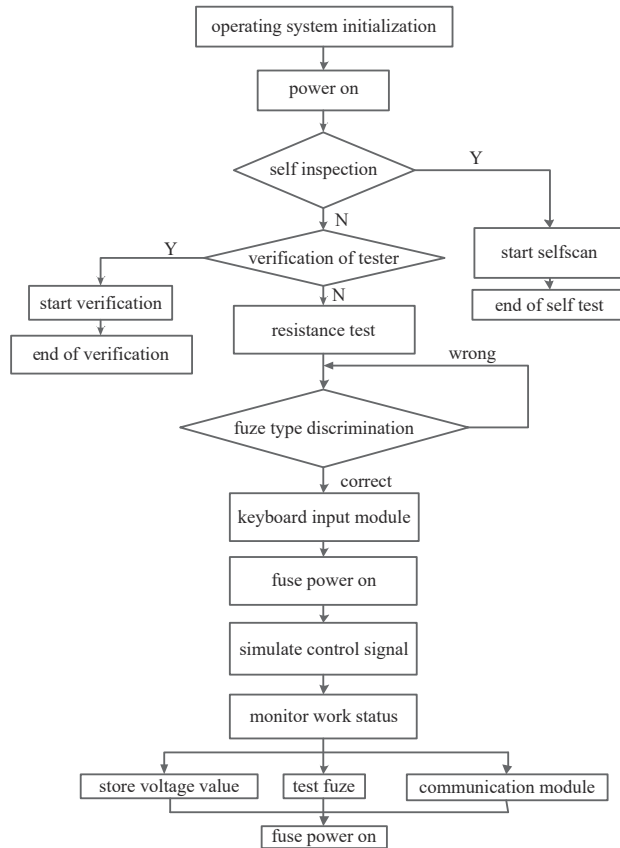 operating system initialization
power on
self inspection
Y
N
verification of tester
Y
start selfscan
N
start verification
end of self test
resistance test
end of verification
wrong
fuze type discrimination
correct
keyboard input module
fuse power on
simulate control signal
monitor work status
store voltage value
test fuze
communication module
fuse power on